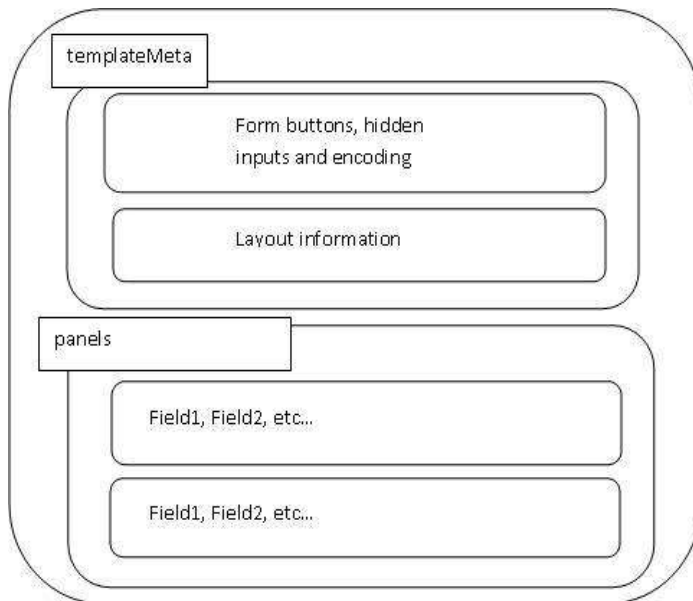 templateMeta
Form buttons, hidden
inputs and encoding
Layout information
panels
Field1, Field2, etc...
Field1, Field2, etc...